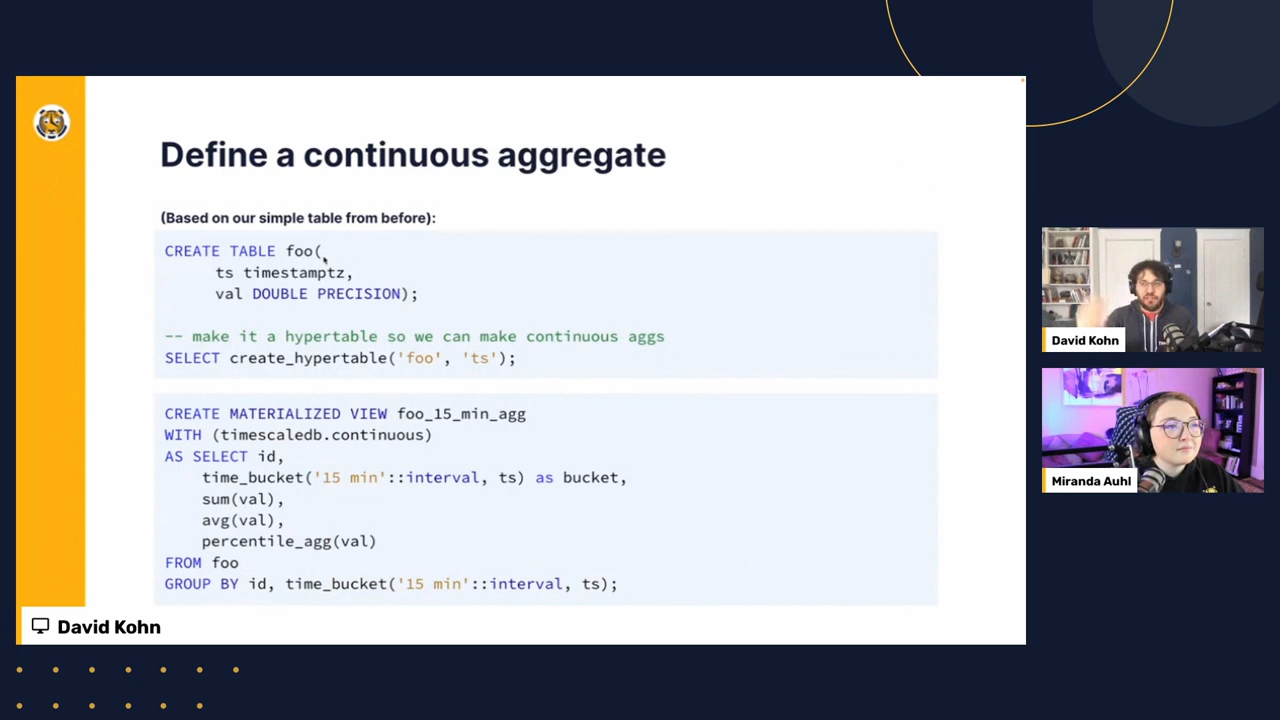 Define a continuous aggregate
(Based on our simple table from before):
CREATE TABLE foo(
ts timestamptz,
val DOUBLE PRECISION);
-- make it a hypertable so we can make continuous aggs
SELECT create_hypertable('foo', 'ts');
CREATE MATERIALIZED VIEW foo_15_min_agg
WITH (timescaledb.continuous)
AS SELECT id,
time_bucket('15 min'::interval, ts) as bucket,
sum(val),
avg(val),
percentile_agg(val)
FROM foo
GROUP BY id, time_bucket('15 min'::interval, ts);
David Kohn
David Kohn
Miranda Auhl